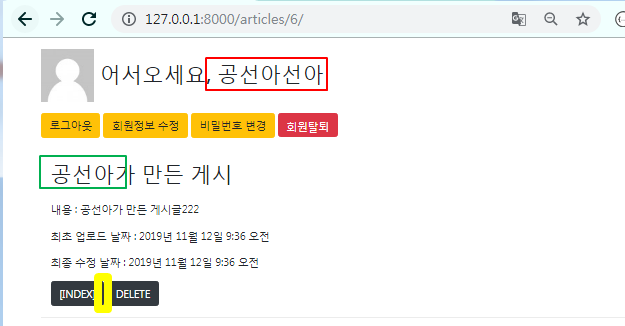 127.0.0.1:8000/articles/6/
어서오세요, 공선아선아
로그아웃 회원정보 수정 비밀번호 변경 회원탈퇴
공선아가 만든 게시
내용 : 공선아가 만든 게시글222
최초 업로드 날짜 : 2019년 11월 12일 9:36 오전
최종 수정 날짜 : 2019년 11월 12일 9:36 오전
[INDEX] DELETE